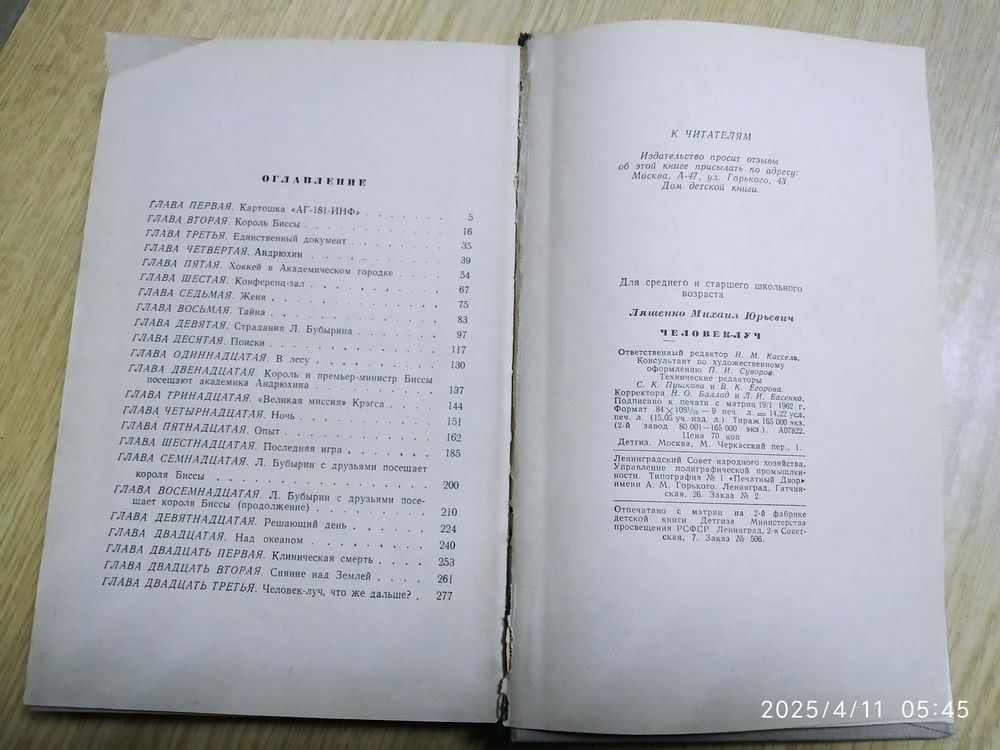 ОГЛАВЛЕНИЕ
ГЛАВА ПЕРВАЯ. Картошка «АГ-181-ИНФ» . . . . . . . 5
ГЛАВА ВТОРАЯ. Король Биссы . . . . . . . . . . . 16
ГЛАВА ТРЕТЬЯ. Единственный документ . . . . . . . 35
ГЛАВА ЧЕТВЕРТАЯ. Андрюхин . . . . . . . . . . 39
ГЛАВА ПЯТАЯ. Хоккей в Академическом городке . . . . 54
ГЛАВА ШЕСТАЯ. Конференц-зал . . . . . . . . . . 67
ГЛАВА СЕДЬМАЯ. Женя . . . . . . . . . . . . 75
ГЛАВА ВОСЬМАЯ. Тайна . . . . . . . . . . . . 83
ГЛАВА ДЕВЯТАЯ. Страдания Л. Бубырина . . . . . . 97
ГЛАВА ДЕСЯТАЯ. Поиски . . . . . . . . . . . . 117
ГЛАВА ОДИННАДЦАТАЯ. В лесу . . . . . . . . . 130
ГЛАВА ДВЕНАДЦАТАЯ. Король и премьер-министр Биссы
посещают академика Андрюхина . . . . . . . . . 137
ГЛАВА ТРИНАДЦАТАЯ. «Великая миссия» Крэгса . . . . 144
ГЛАВА ЧЕТЫРНАДЦАТАЯ. Ночь . . . . . . . . . . 151
ГЛАВА ПЯТНАДЦАТАЯ. Опыт . . . . . . . . . . . 162
ГЛАВА ШЕСТНАДЦАТАЯ. Последняя игра . . . . . . . 185
ГЛАВА СЕМНАДЦАТАЯ. Л. Бубырин с друзьями посещает
короля Биссы . . . . . . . . . . . . . . 200
ГЛАВА ВОСЕМНАДЦАТАЯ. Л. Бубырин с друзьями посе-
щает короля Биссы (продолжение) . . . . . . . . 210
ГЛАВА ДЕВЯТНАДЦАТАЯ. Решающий день . . . . . . 224
ГЛАВА ДВАДЦАТАЯ. Над океаном . . . . . . . . . 240
ГЛАВА ДВАДЦАТЬ ПЕРВАЯ. Клиническая смерть . . . . 253
ГЛАВА ДВАДЦАТЬ ВТОРАЯ. Сияние над Землей . . . . 261
ГЛАВА ДВАДЦАТЬ ТРЕТЬЯ. Человек-луч, что же дальше? . 277
К ЧИТАТЕЛЯМ
Издательство просит отзывы
об этой книге присылать по адресу:
Москва, А-47, ул. Горького, 43.
Дом детской книги.
Для среднего и старшего школьного
возраста
Ляшенко Михаил Юрьевич
ЧЕЛОВЕК-ЛУЧ
Ответственный редактор И. М. Кассель.
Консультант по художественному
оформлению П. И. Суворов.
Технические редакторы
С. К. Пушкова и В. К. Егорова.
Корректора Н. О. Баллод и Л. И. Басенко.
Подписано к печати с матриц 19/I 1962 г.
Формат 84×108¹/₃₂ — 9 печ. л. = 14,22 усл.
печ. л. (15,05 уч.-изд. л.) Тираж 165 000 экз.
(2-й завод 80 001—165 000 экз.). А07822.
Цена 70 коп
Детгиз. Москва, М. Черкасский пер., 1.
Ленинградский Совет народного хозяйства.
Управление полиграфической промышлен-
ности. Типография № 1 «Печатный Двор»
имени А. М. Горького. Ленинград, Гатчин-
ская, 26. Заказ № 2.
Отпечатано с матриц на 2-й фабрике
детской книги Детгиза Министерства
просвещения РСФСР. Ленинград, 2-я Совет-
ская, 7. Заказ № 506.
2025/4/11 05:45